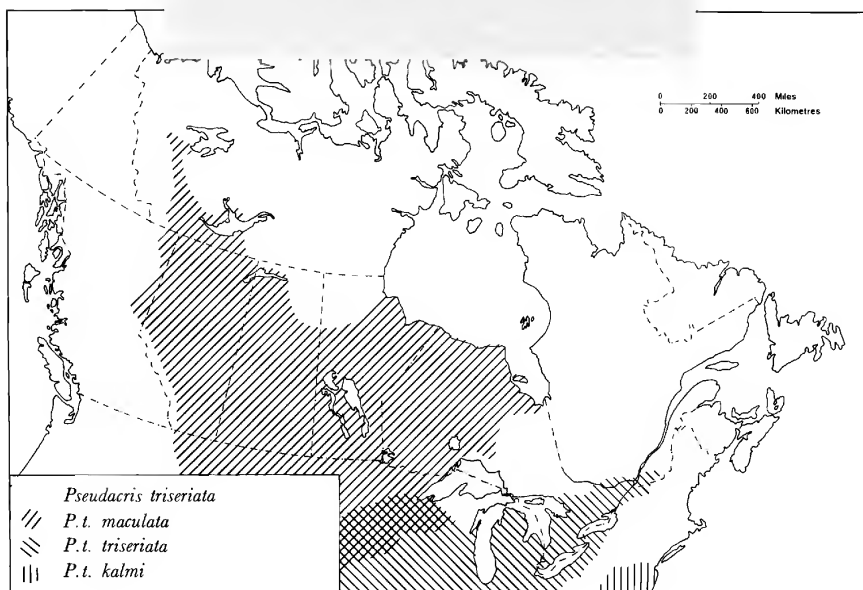 0 200 400 Miles
0 200 400 600 Kilometres
Pseudacris triseriata
P.t. maculata
P.t. triseriata
P.t. kalmi